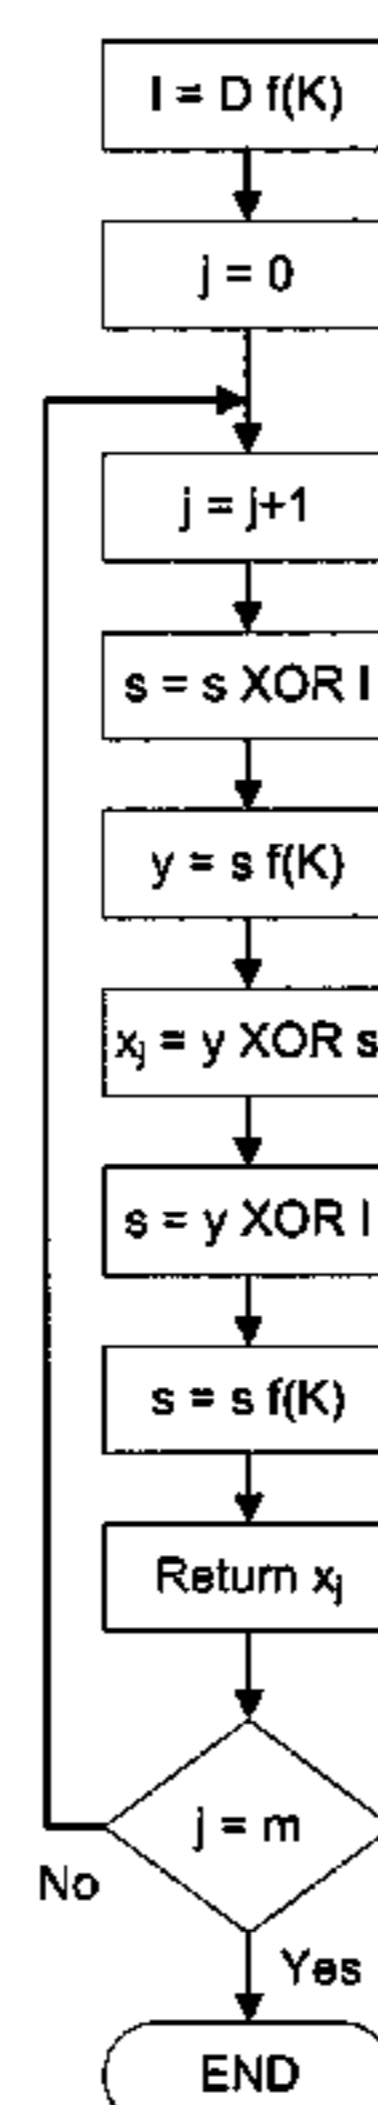 I = D f(K)
j = 0
j = j+1
s = s XOR I
y = s f(K)
xj = y XOR s
s = y XOR I
s = s f(K)
Return xj
j = m
No
Yes
END